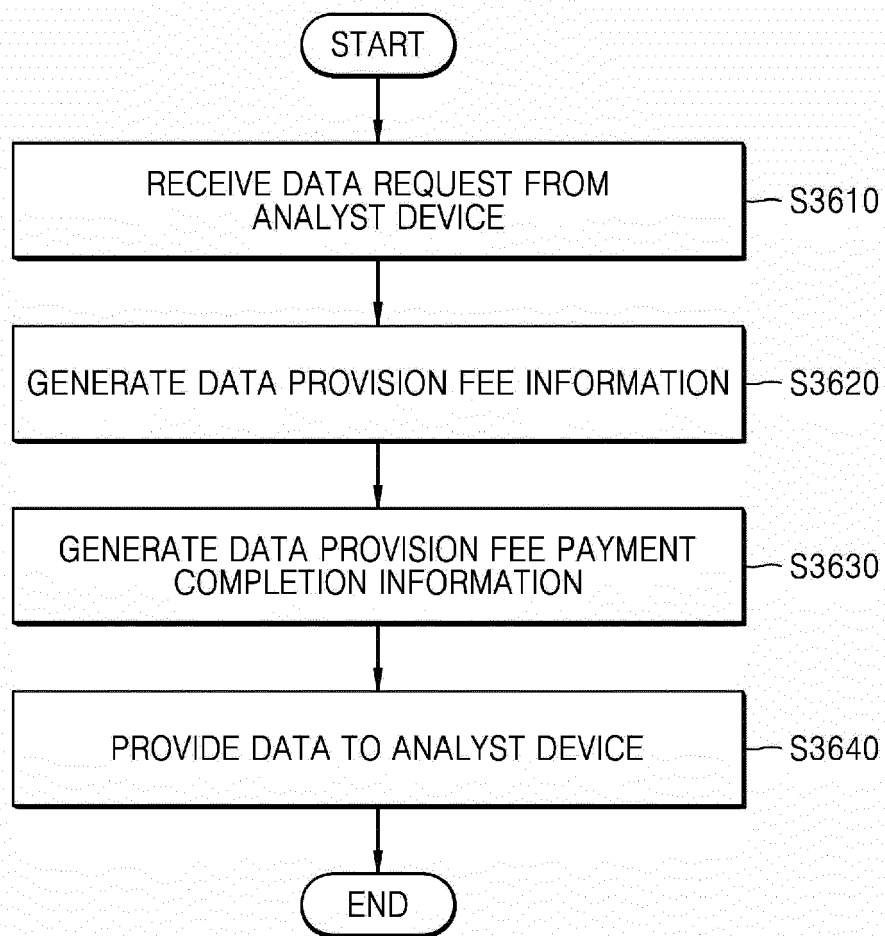 START
RECEIVE DATA REQUEST FROM
ANALYST DEVICE
S3610
GENERATE DATA PROVISION FEE INFORMATION
S3620
GENERATE DATA PROVISION FEE PAYMENT
COMPLETION INFORMATION
S3630
PROVIDE DATA TO ANALYST DEVICE
S3640
END